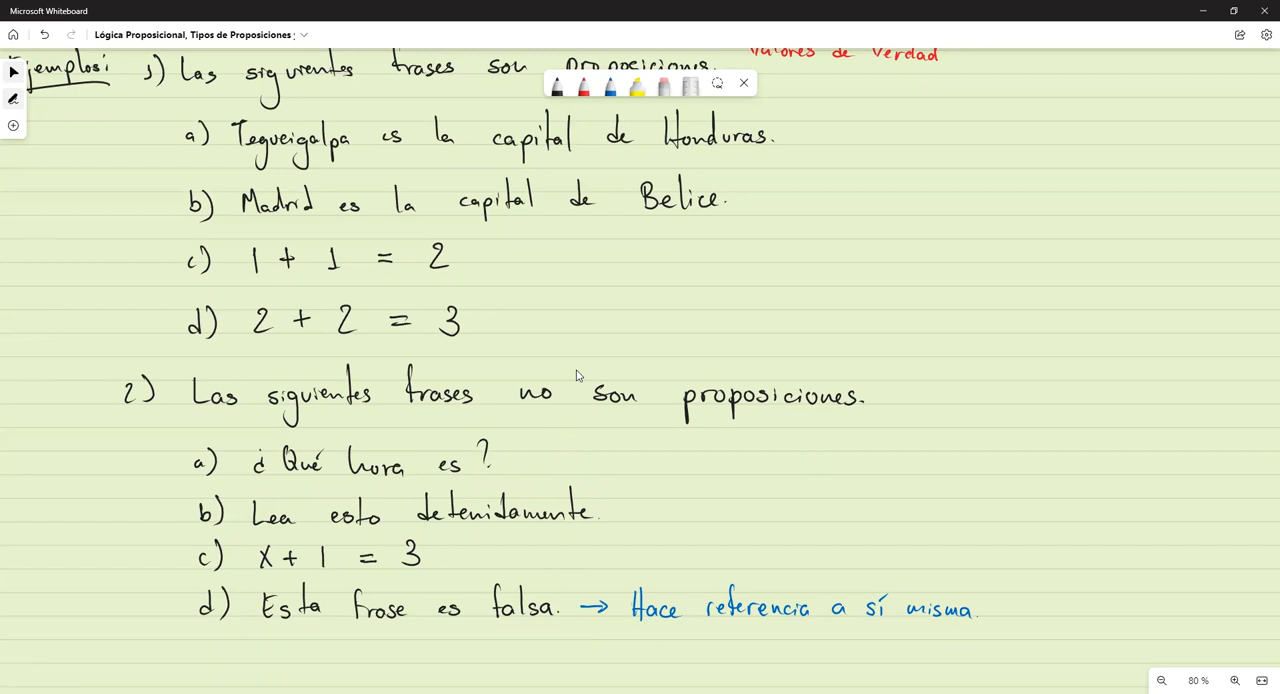 Microsoft Whiteboard
Lógica Proposicional, Tipos de Proposiciones
valores de verdad
Ejemplos: 1) Las siguientes frases son proposiciones.
a) Tegucigalpa es la capital de Honduras.
b) Madrid es la capital de Belice.
c) 1 + 1 = 2
d) 2 + 2 = 3
2) Las siguientes frases no son proposiciones.
a) ¿Qué hora es?
b) Lea esto detenidamente.
c) x + 1 = 3
d) Esta frase es falsa. → Hace referencia a sí misma.
80 %